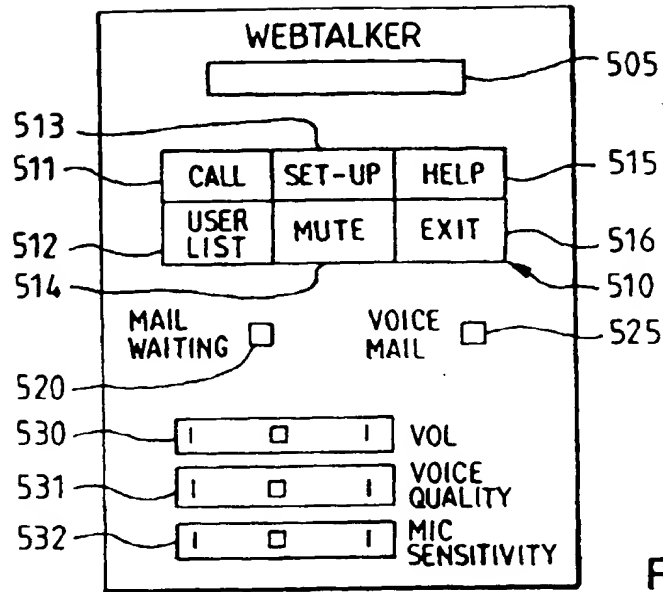 WEBTALKER
505
513
511
CALL
SET-UP
HELP
515
512
USER
LIST
MUTE
EXIT
516
514
510
MAIL
WAITING
VOICE
MAIL
525
520
530
VOL
531
VOICE
QUALITY
532
MIC
SENSITIVITY
F